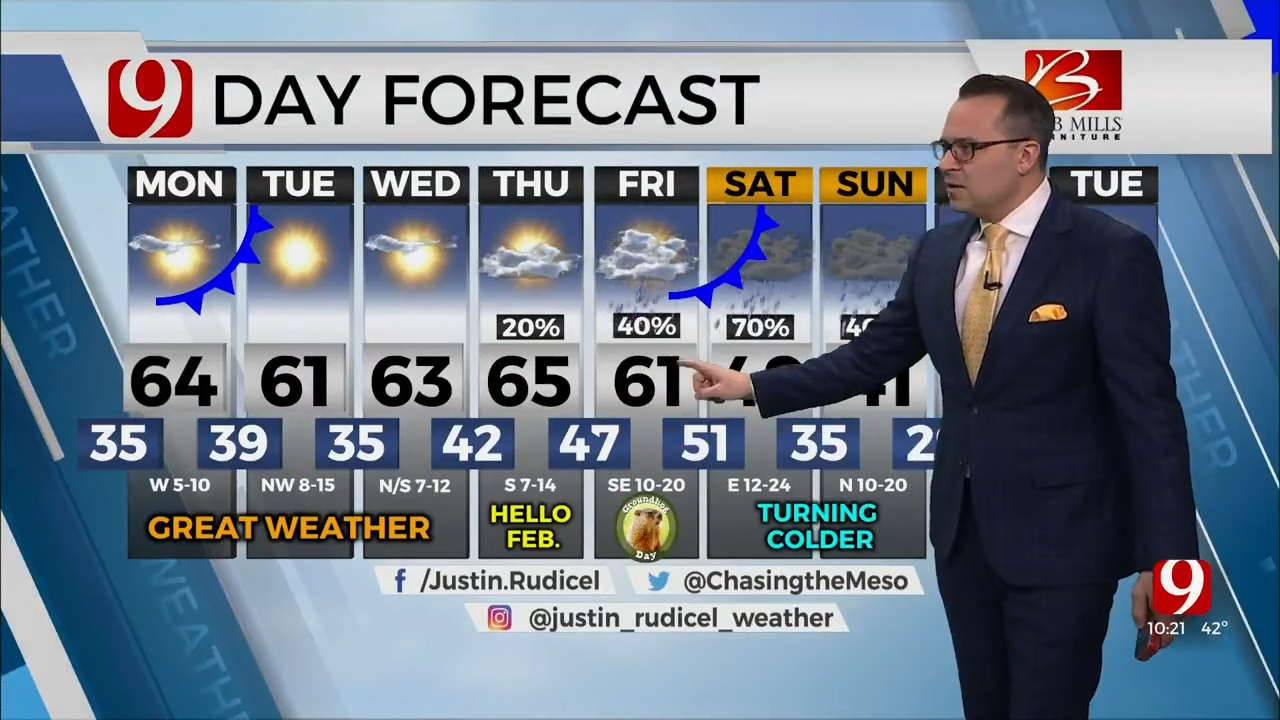 9 DAY FORECAST
B MILLS
NITURE
MON TUE WED THU FRI SAT SUN TUE
20% 40% 70%
64 61 63 65 61 41
35 39 35 42 47 51 35
W 5-10 NW 8-15 N/S 7-12 S 7-14 SE 10-20 E 12-24 N 10-20
GREAT WEATHER
HELLO
FEB.
Groundhog
Day
TURNING
COLDER
/Justin.Rudicel @ChasingtheMeso
@justin_rudicel_weather
9
10:21 42°
WEATHER